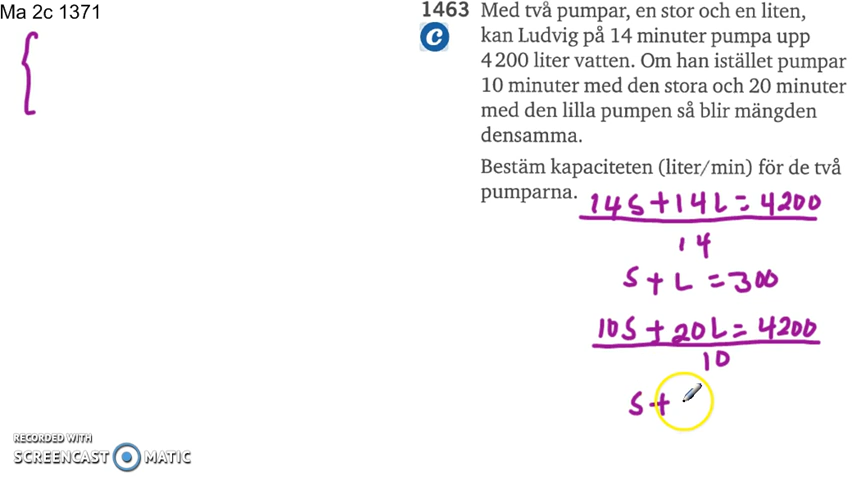 Ma 2c 1371
1463 Med två pumpar, en stor och en liten,
C kan Ludvig på 14 minuter pumpa upp
4 200 liter vatten. Om han istället pumpar
10 minuter med den stora och 20 minuter
med den lilla pumpen så blir mängden
densamma.
Bestäm kapaciteten (liter/min) för de två
pumparna.
14S + 14L = 4200
14
S + L = 300
10S + 20L = 4200
10
S +
RECORDED WITH
SCREENCAST MATIC